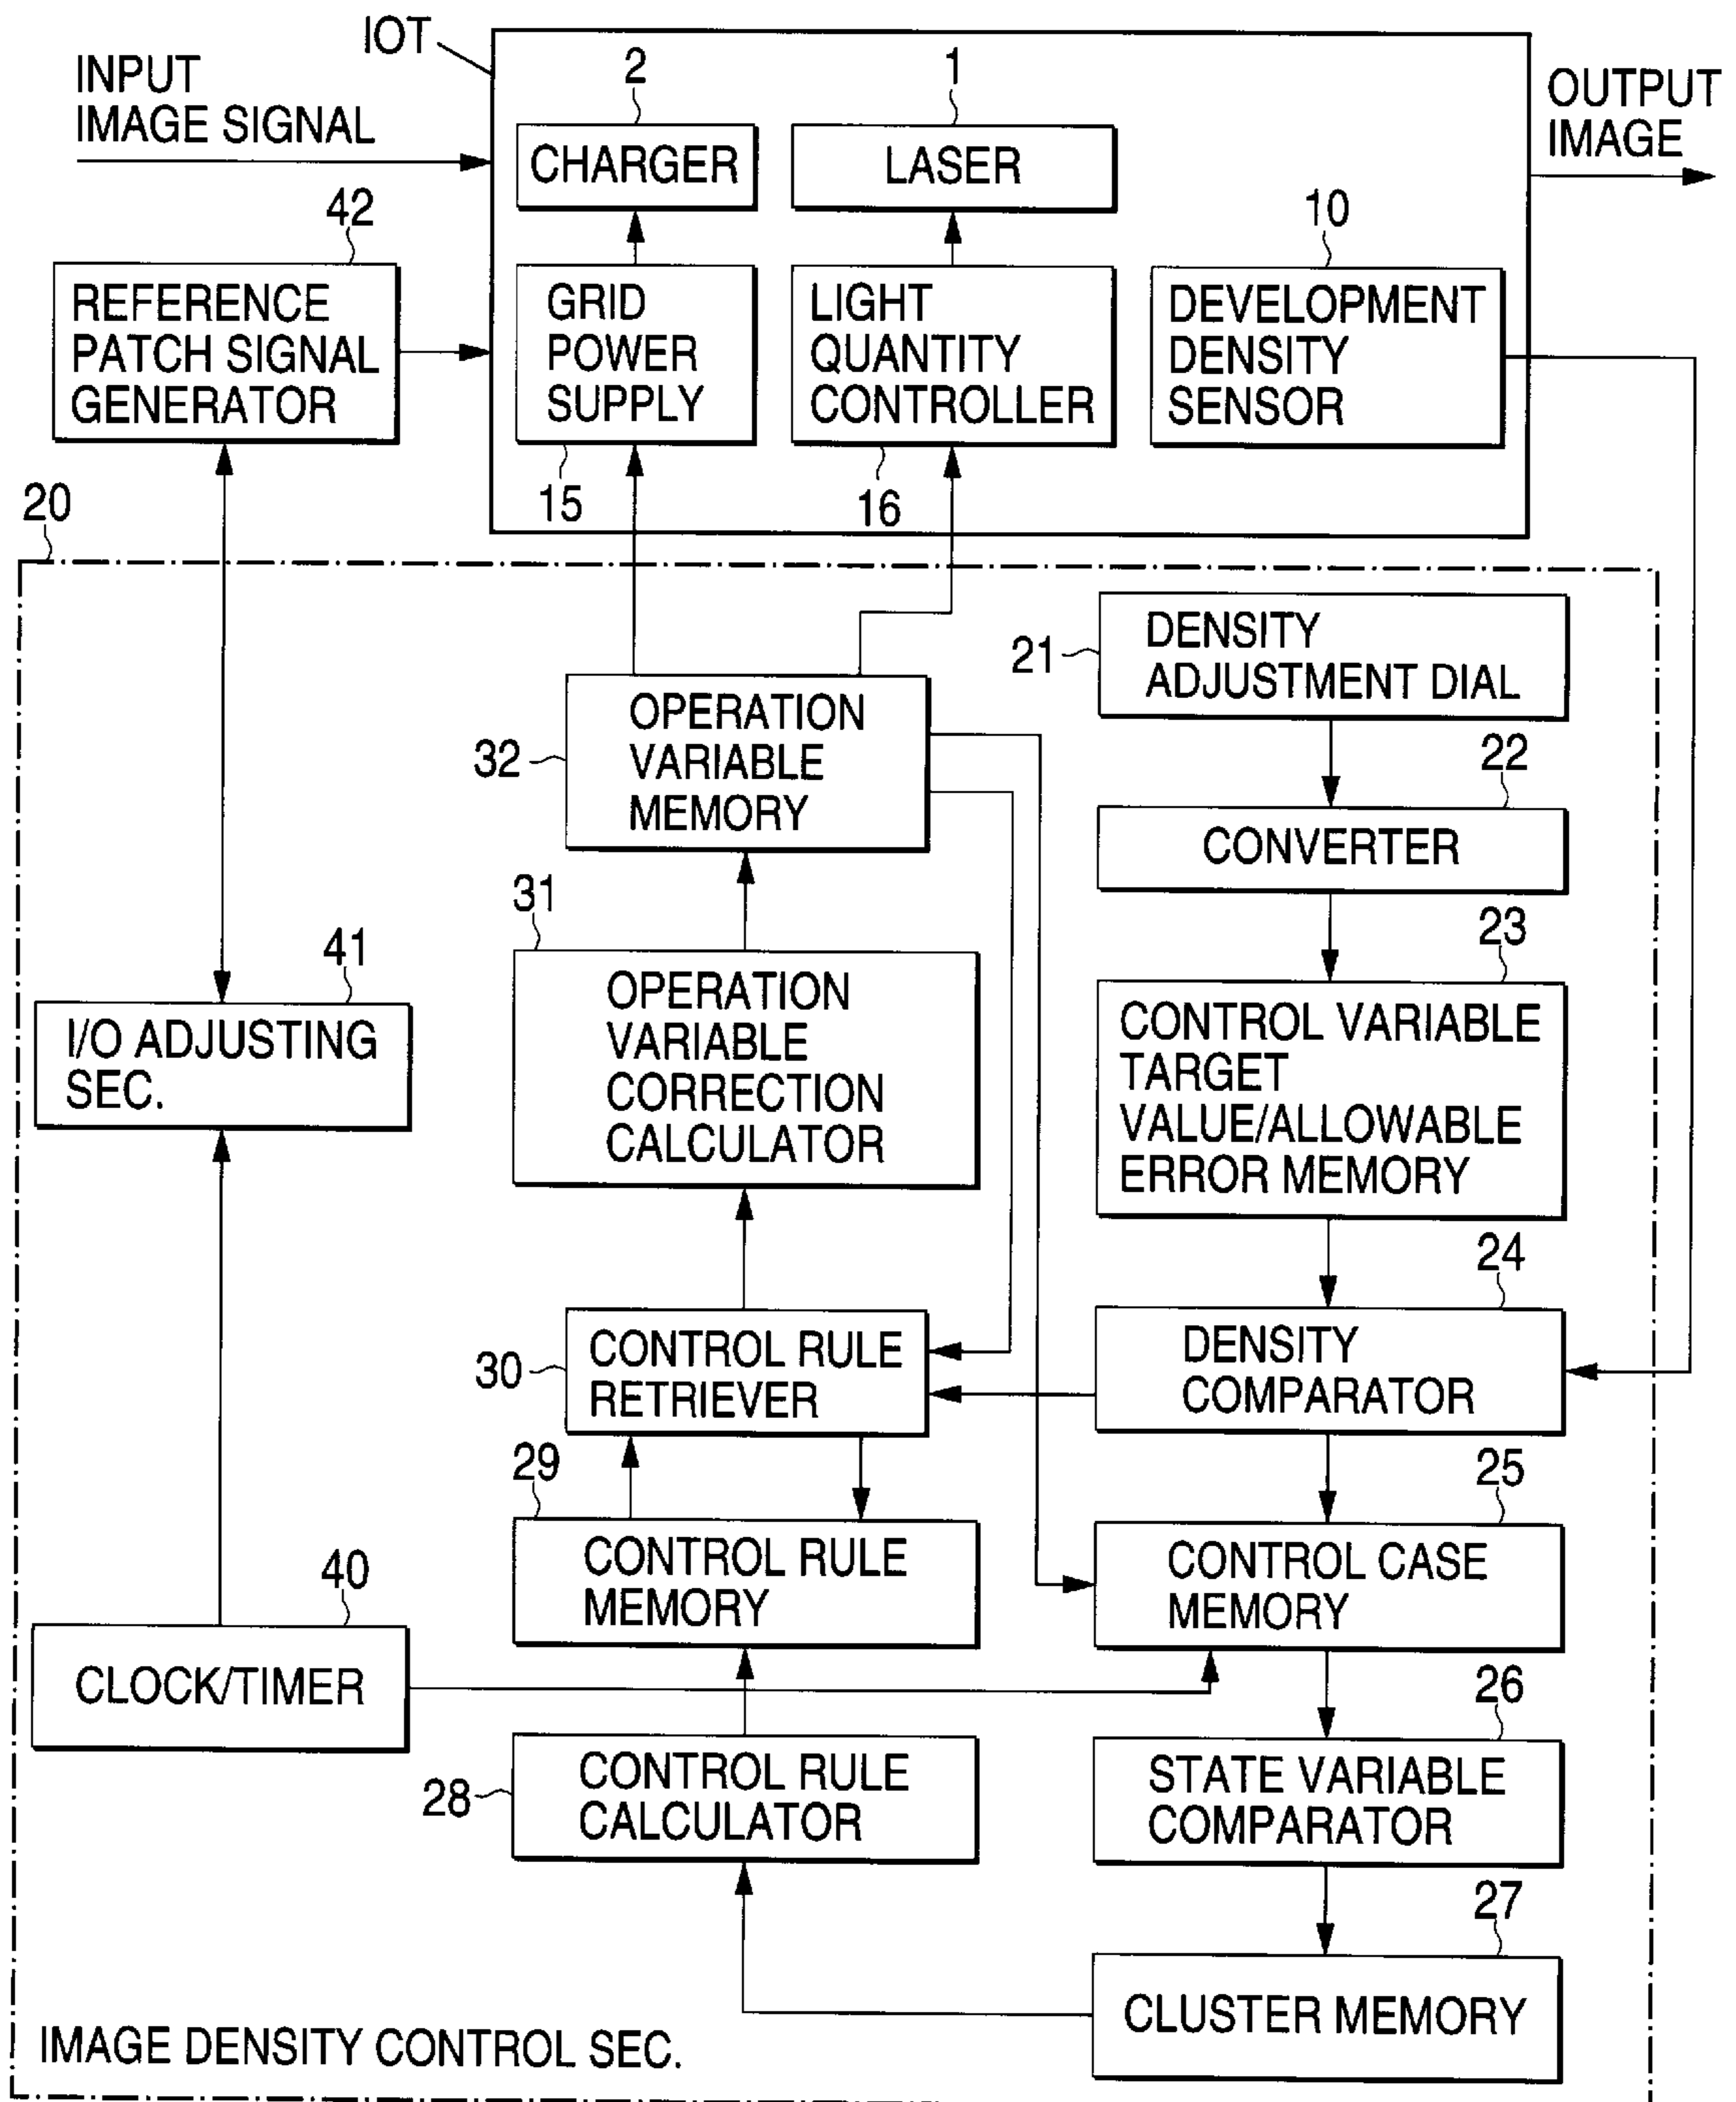 IOT
INPUT
IMAGE SIGNAL
2
1
OUTPUT
IMAGE
CHARGER
LASER
42
10
REFERENCE
PATCH SIGNAL
GENERATOR
GRID
POWER
SUPPLY
LIGHT
QUANTITY
CONTROLLER
DEVELOPMENT
DENSITY
SENSOR
15
16
20
21
DENSITY
ADJUSTMENT DIAL
32
OPERATION
VARIABLE
MEMORY
22
CONVERTER
31
23
41
OPERATION
VARIABLE
CORRECTION
CALCULATOR
CONTROL VARIABLE
TARGET
VALUE/ALLOWABLE
ERROR MEMORY
I/O ADJUSTING
SEC.
24
30
CONTROL RULE
RETRIEVER
DENSITY
COMPARATOR
29
25
CONTROL RULE
MEMORY
CONTROL CASE
MEMORY
40
CLOCK/TIMER
26
28
CONTROL RULE
CALCULATOR
STATE VARIABLE
COMPARATOR
27
CLUSTER MEMORY
IMAGE DENSITY CONTROL SEC.